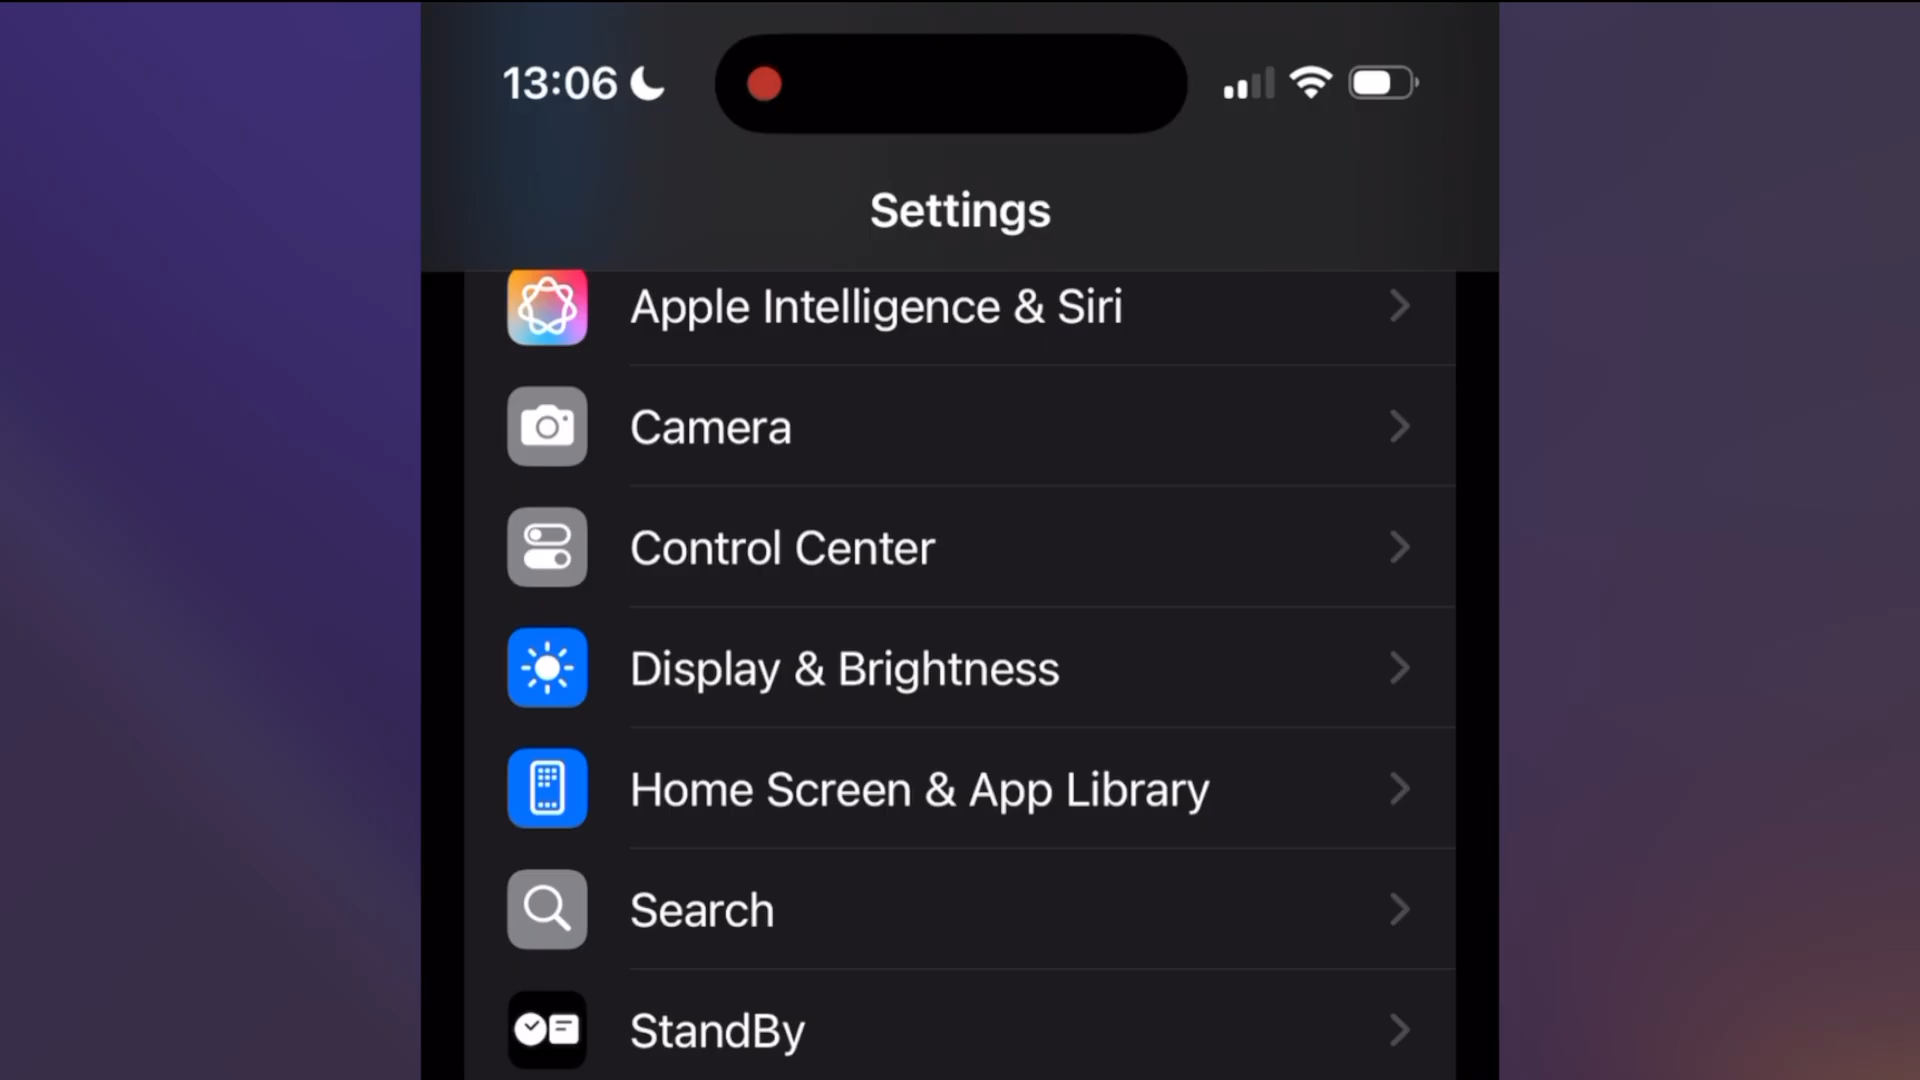 13:06
Settings
Apple Intelligence & Siri
Camera
Control Center
Display & Brightness
Home Screen & App Library
Search
StandBy